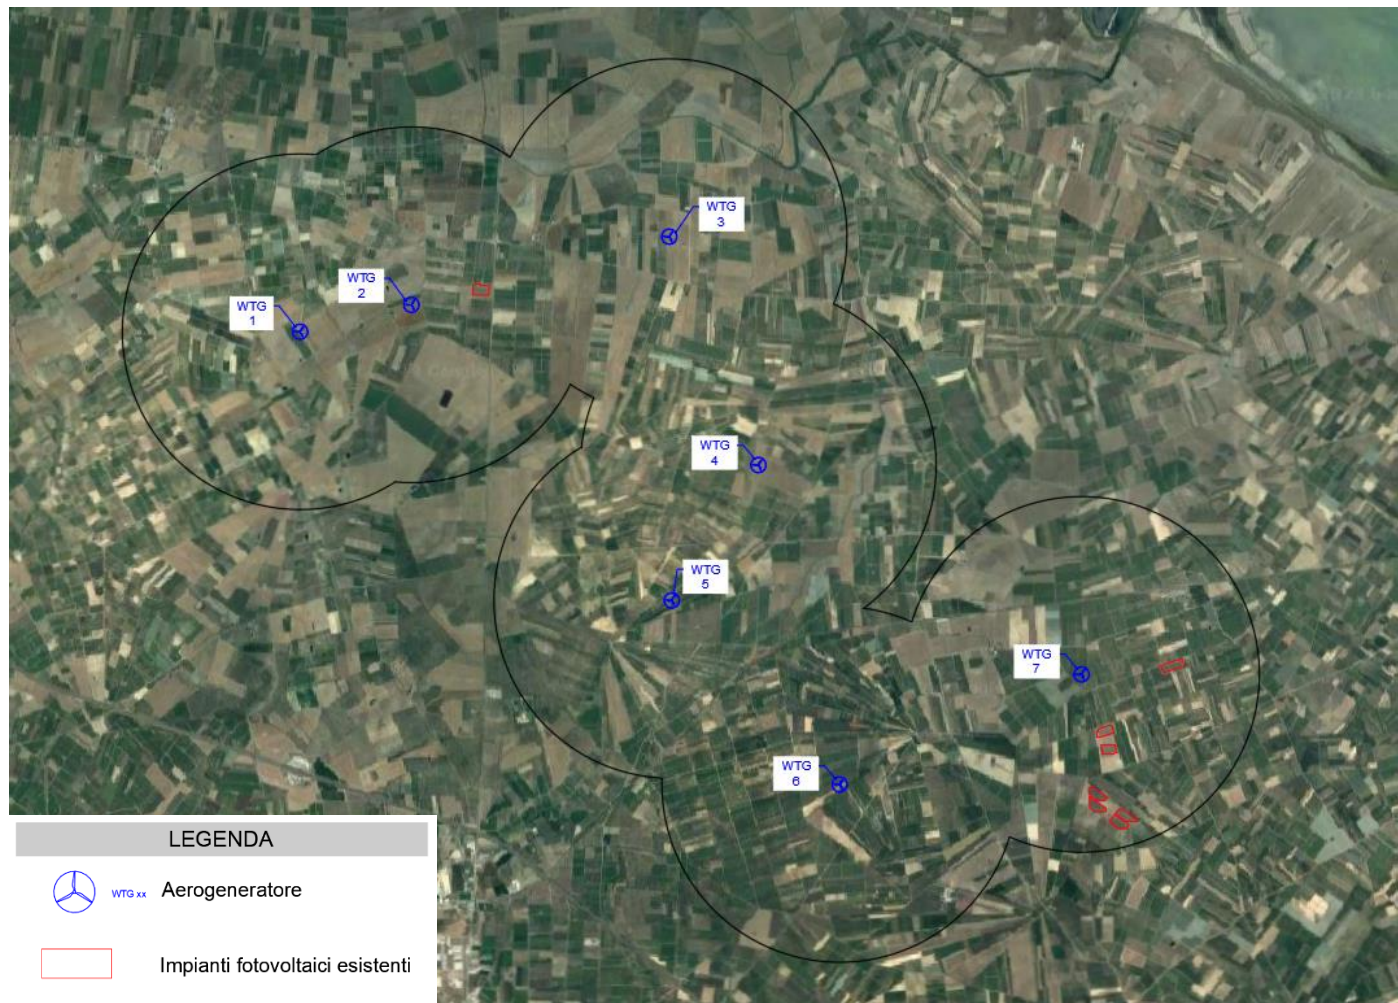 WTG
3
WTG
2
WTG
1
WTG
4
WTG
5
WTG
7
WTG
6
LEGENDA
WTG xx Aerogeneratore
Impianti fotovoltaici esistenti